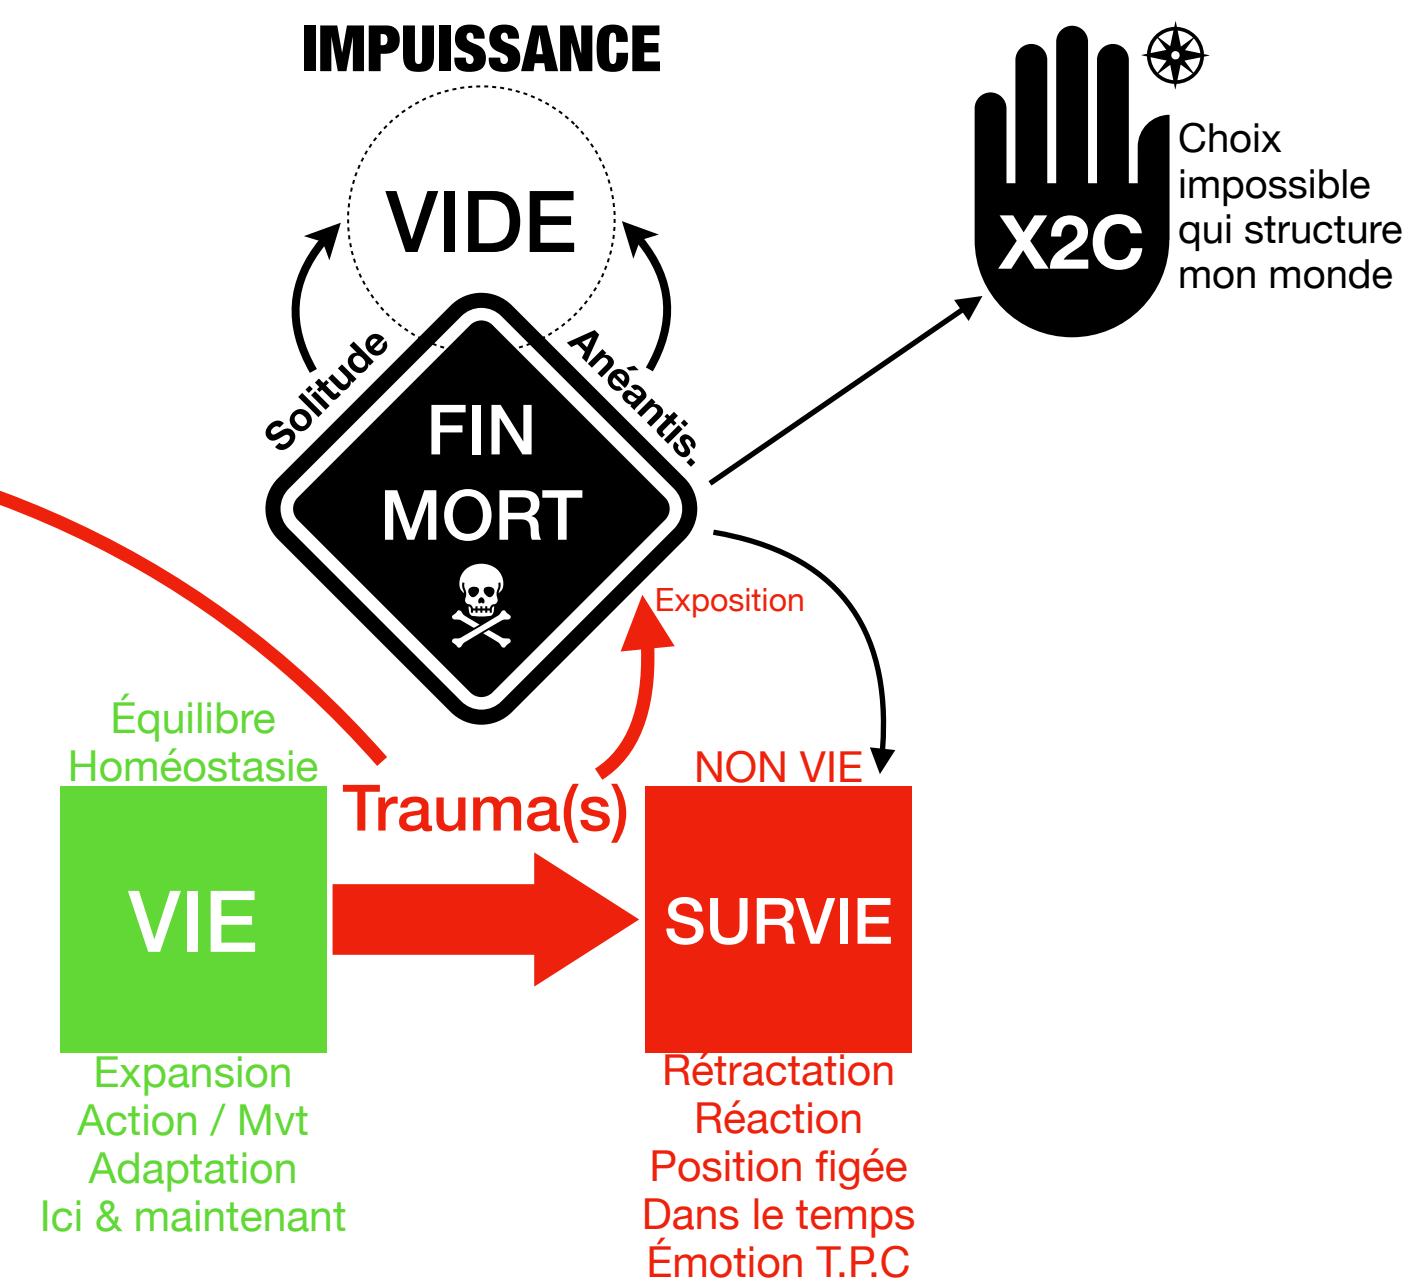 IMPUISSANCE
VIDE
Solitude
Anéantis.
FIN
MORT
X2C
Choix
impossible
qui structure
mon monde
Exposition
Équilibre
Homéostasie
Trauma(s)
NON VIE
VIE
SURVIE
Expansion
Action / Mvt
Adaptation
Ici & maintenant
Rétractation
Réaction
Position figée
Dans le temps
Émotion T.P.C